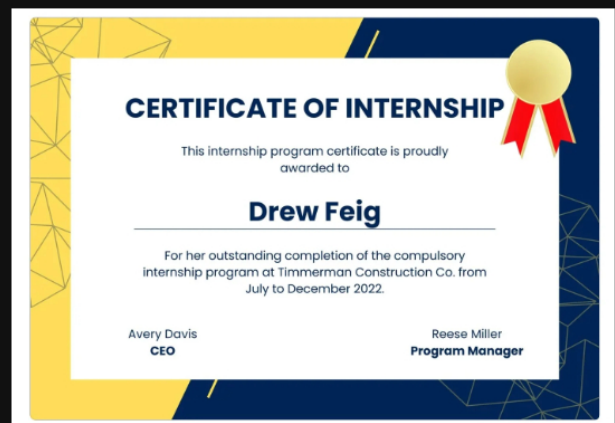 CERTIFICATE OF INTERNSHIP
This internship program certificate is proudly
awarded to
Drew Feig
For her outstanding completion of the compulsory
internship program at Timmerman Construction Co. from
July to December 2022.
Avery Davis
CEO
Reese Miller
Program Manager